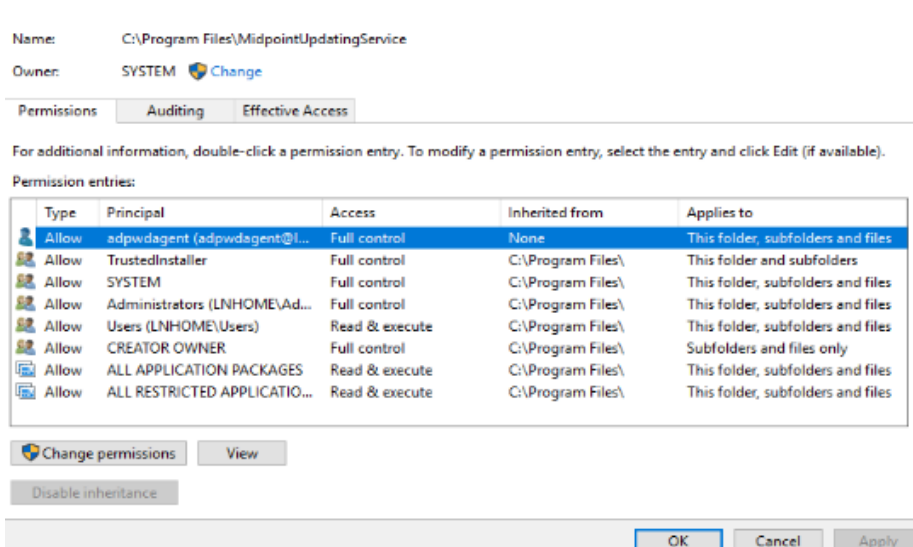 Name: C:\Program Files\MidpointUpdatingService
Owner: SYSTEM Change
Permissions Auditing Effective Access
For additional information, double-click a permission entry. To modify a permission entry, select the entry and click Edit (if available).
Permission entries:
Type Principal Access Inherited from Applies to
Allow adpwdagent (adpwdagent@l... Full control None This folder, subfolders and files
Allow TrustedInstaller Full control C:\Program Files\ This folder and subfolders
Allow SYSTEM Full control C:\Program Files\ This folder, subfolders and files
Allow Administrators (LNHOME\Ad... Full control C:\Program Files\ This folder, subfolders and files
Allow Users (LNHOME\Users) Read & execute C:\Program Files\ This folder, subfolders and files
Allow CREATOR OWNER Full control C:\Program Files\ Subfolders and files only
Allow ALL APPLICATION PACKAGES Read & execute C:\Program Files\ This folder, subfolders and files
Allow ALL RESTRICTED APPLICATIO... Read & execute C:\Program Files\ This folder, subfolders and files
Change permissions View
Disable inheritance
OK Cancel Apply